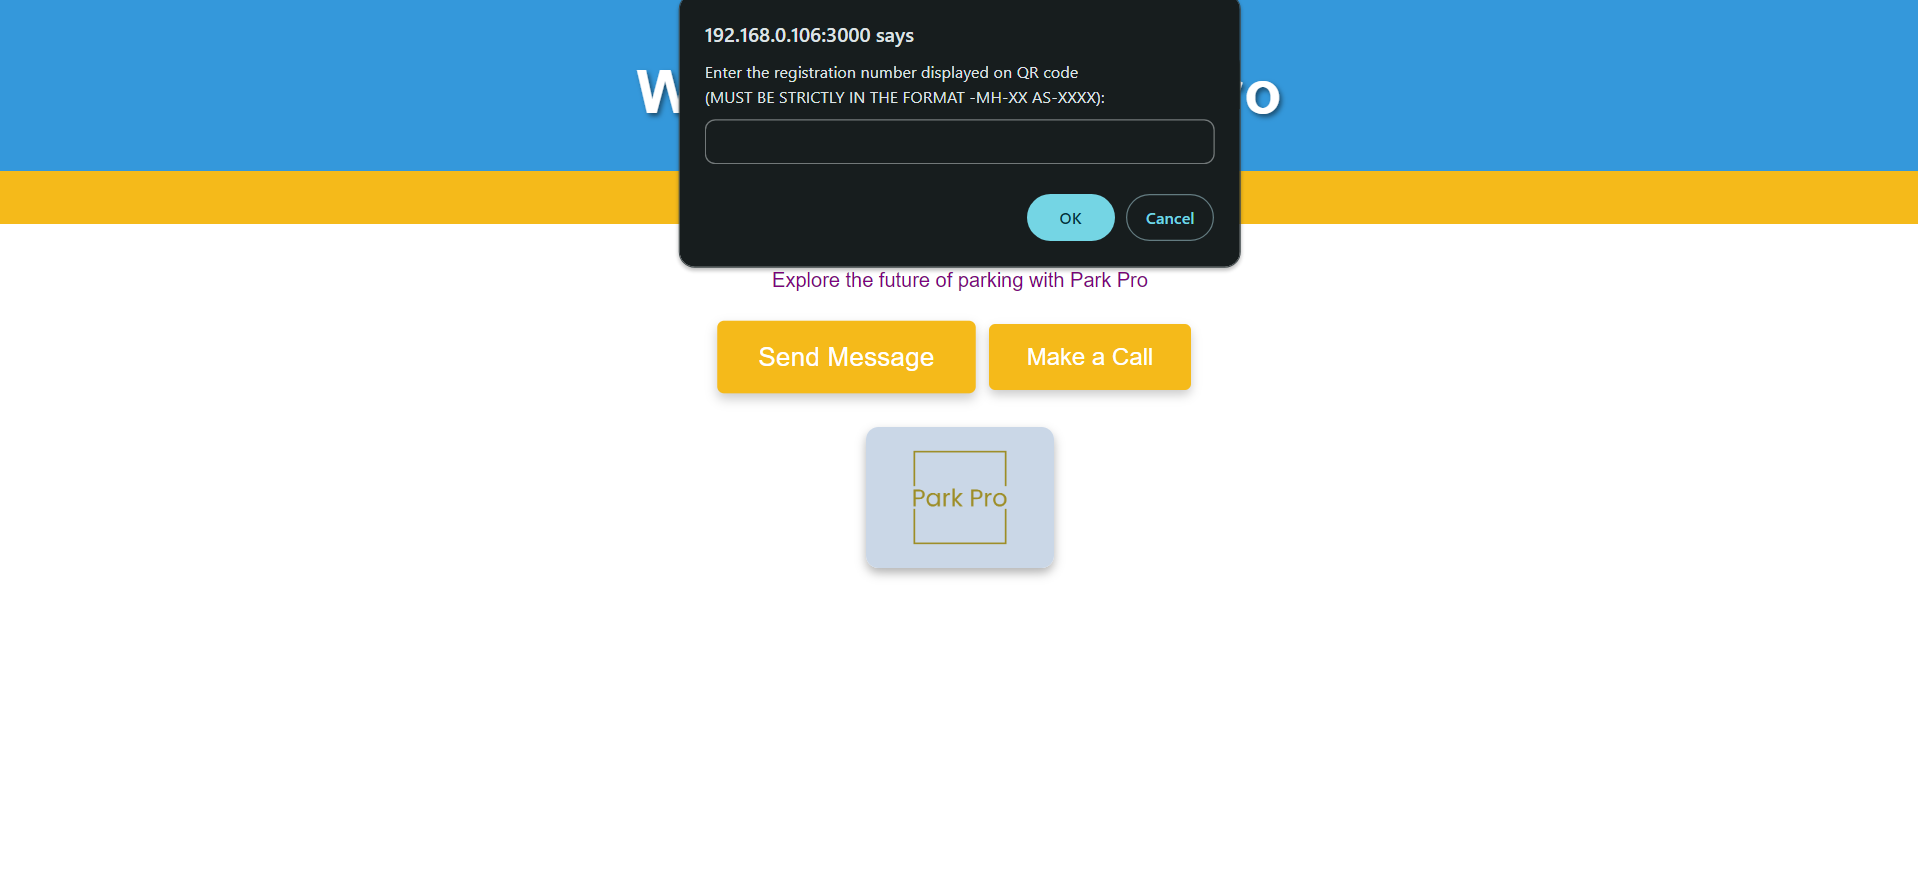 192.168.0.106:3000 says
Enter the registration number displayed on QR code
(MUST BE STRICTLY IN THE FORMAT -MH-XX AS-XXXX):
OK Cancel
Explore the future of parking with Park Pro
Send Message Make a Call
Park Pro